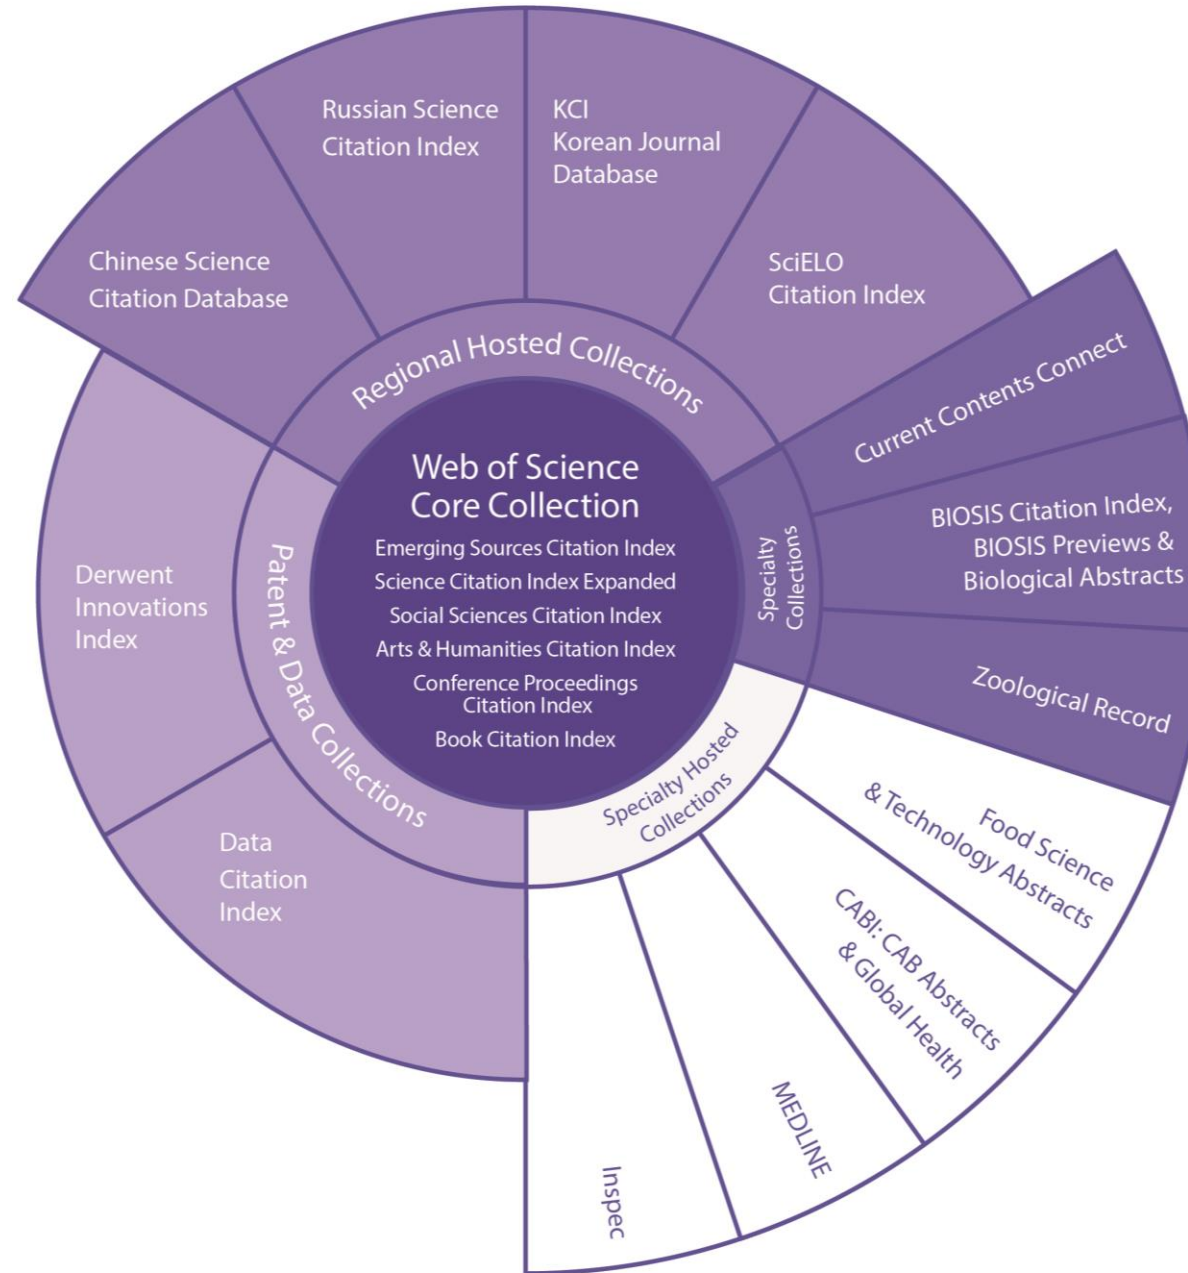 Russian Science
Citation Index
KCI
Korean Journal
Database
Chinese Science
Citation Database
SciELO
Citation Index
Regional Hosted Collections
Current Contents Connect
BIOSIS Citation Index,
BIOSIS Previews &
Biological Abstracts
Zoological Record
Specialty
Collections
Web of Science
Core Collection
Emerging Sources Citation Index
Science Citation Index Expanded
Social Sciences Citation Index
Arts & Humanities Citation Index
Conference Proceedings
Citation Index
Book Citation Index
Derwent
Innovations
Index
Patent & Data Collections
Data
Citation
Index
Specialty Hosted
Collections
Food Science
& Technology Abstracts
CABI: CAB Abstracts
& Global Health
MEDLINE
Inspec